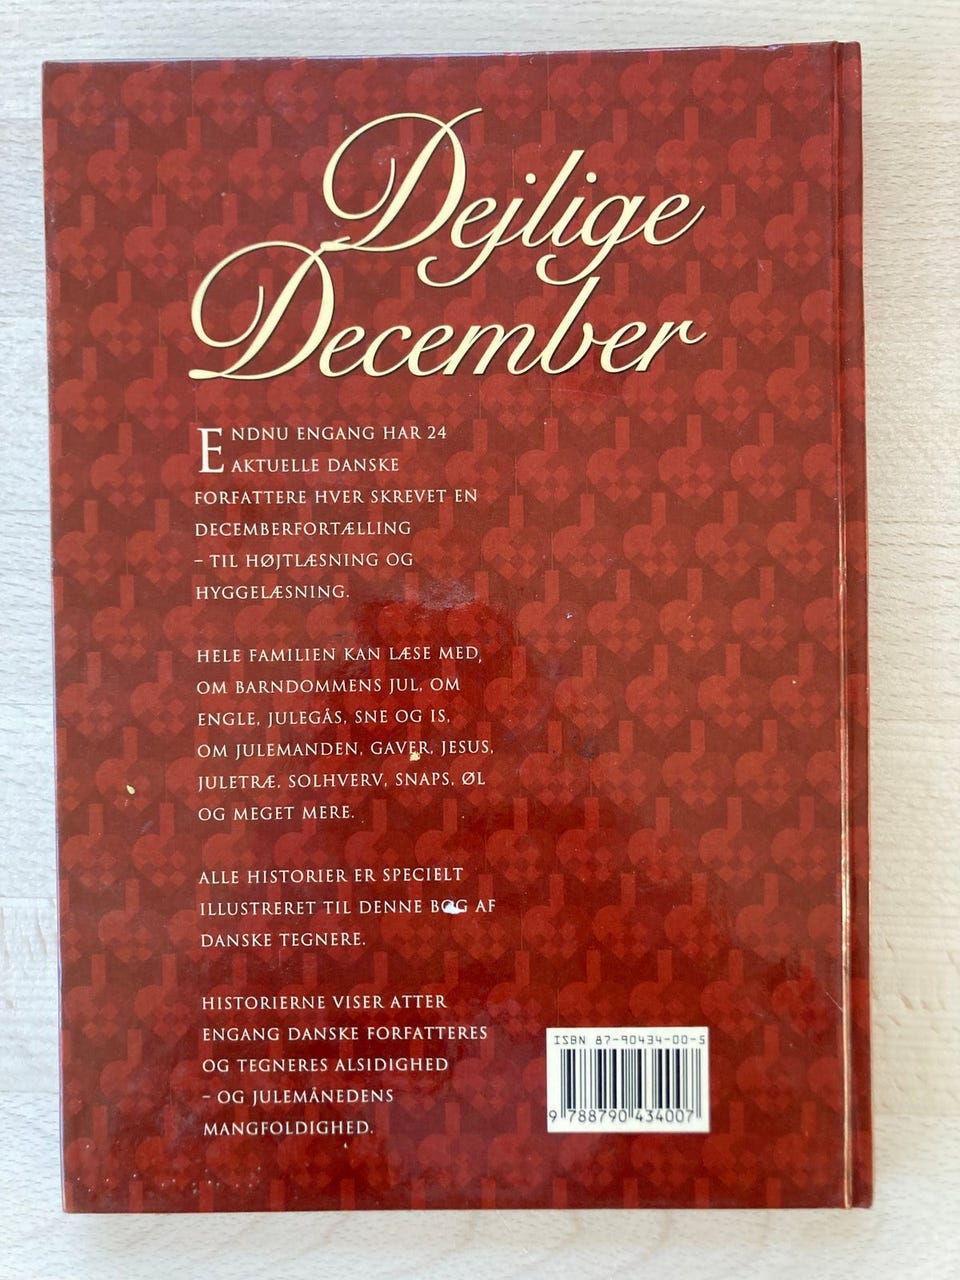 Dejlige
December
ENDNU ENGANG HAR 24
AKTUELLE DANSKE
FORFATTERE HVER SKREVET EN
DECEMBERFORTÆLLING
– TIL HØJTLÆSNING OG
HYGGELÆSNING.
HELE FAMILIEN KAN LÆSE MED,
OM BARNDOMMENS JUL, OM
ENGLE, JULEGÅS, SNE OG IS,
OM JULEMANDEN, GAVER, JESUS,
JULETRÆ, SOLHVERV, SNAPS, ØL
OG MEGET MERE.
ALLE HISTORIER ER SPECIELT
ILLUSTRERET TIL DENNE BOG AF
DANSKE TEGNERE.
HISTORIERNE VISER ATTER
ENGANG DANSKE FORFATTERES
OG TEGNERES ALSIDIGHED
– OG JULEMÅNEDENS
MANGFOLDIGHED.
ISBN 87-90434-00-5
9 788790 434007